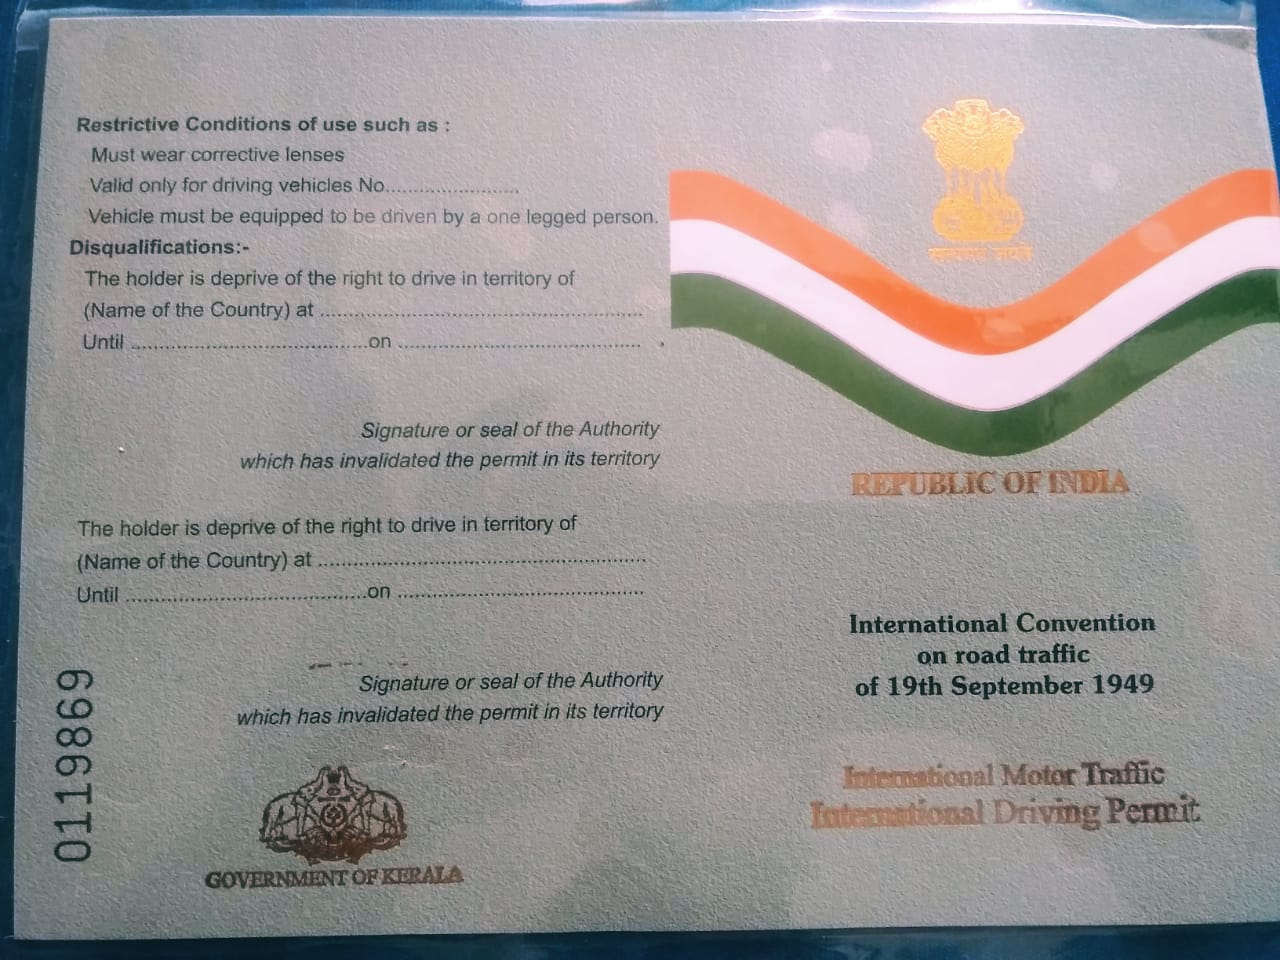 Restrictive Conditions of use such as :
Must wear corrective lenses
Valid only for driving vehicles No........................
Vehicle must be equipped to be driven by a one legged person.
Disqualifications:-
The holder is deprive of the right to drive in territory of
(Name of the Country) at ..........................................................
Until ..........................................on ...........................................
Signature or seal of the Authority
which has invalidated the permit in its territory
The holder is deprive of the right to drive in territory of
(Name of the Country) at ..........................................................
Until ..........................................on ...........................................
Signature or seal of the Authority
which has invalidated the permit in its territory
0119869
GOVERNMENT OF KERALA
सत्यमेव जयते
REPUBLIC OF INDIA
International Convention
on road traffic
of 19th September 1949
International Motor Traffic
International Driving Permit